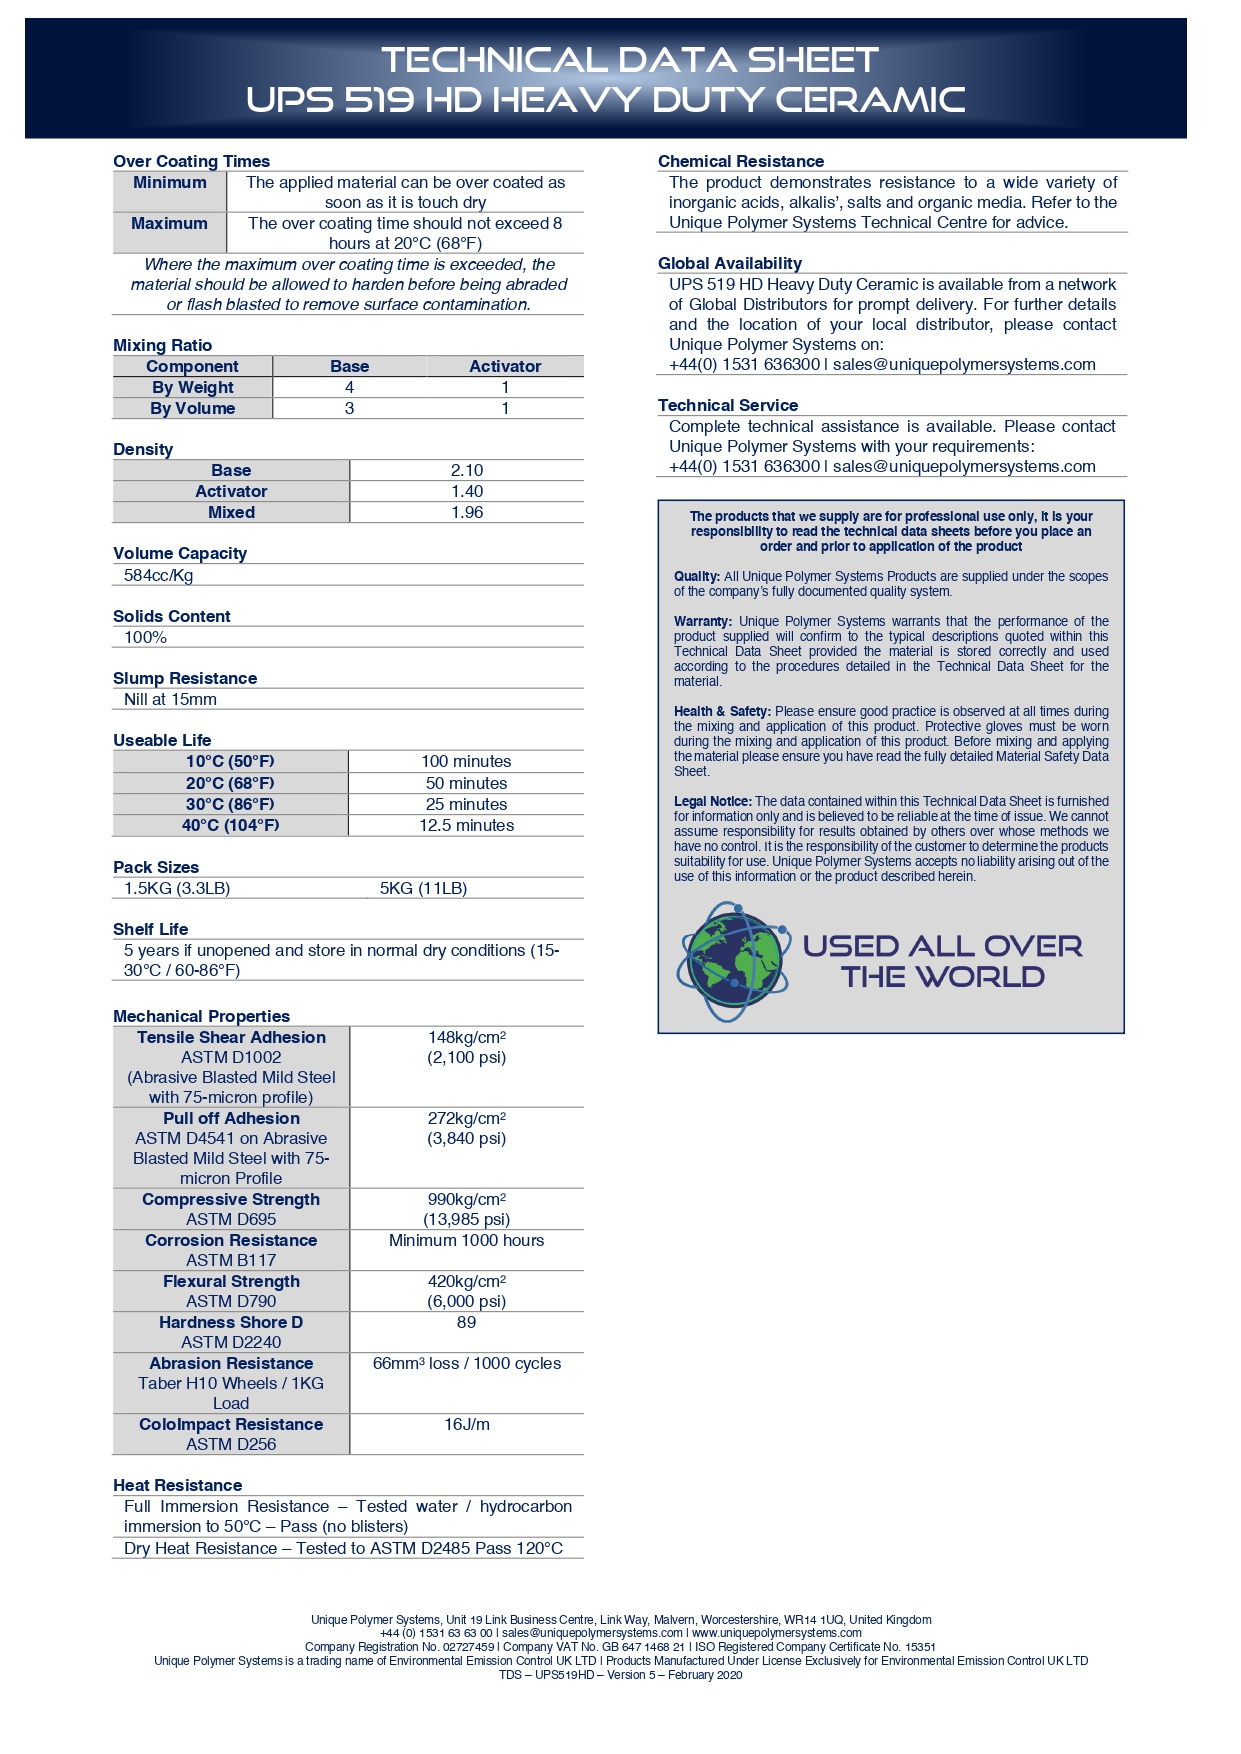 TECHNICAL DATA SHEET
UPS 519 HD HEAVY DUTY CERAMIC
Over Coating Times
Minimum The applied material can be over coated as
soon as it is touch dry
Maximum The over coating time should not exceed 8
hours at 20°C (68°F)
Where the maximum over coating time is exceeded, the
material should be allowed to harden before being abraded
or flash blasted to remove surface contamination.
Mixing Ratio
Component Base Activator
By Weight 4 1
By Volume 3 1
Density
Base 2.10
Activator 1.40
Mixed 1.96
Volume Capacity
584cc/Kg
Solids Content
100%
Slump Resistance
Nill at 15mm
Useable Life
10°C (50°F) 100 minutes
20°C (68°F) 50 minutes
30°C (86°F) 25 minutes
40°C (104°F) 12.5 minutes
Pack Sizes
1.5KG (3.3LB) 5KG (11LB)
Shelf Life
5 years if unopened and store in normal dry conditions (15-
30°C / 60-86°F)
Mechanical Properties
Tensile Shear Adhesion 148kg/cm²
ASTM D1002 (2,100 psi)
(Abrasive Blasted Mild Steel
with 75-micron profile)
Pull off Adhesion 272kg/cm²
ASTM D4541 on Abrasive (3,840 psi)
Blasted Mild Steel with 75-
micron Profile
Compressive Strength 990kg/cm²
ASTM D695 (13,985 psi)
Corrosion Resistance Minimum 1000 hours
ASTM B117
Flexural Strength 420kg/cm²
ASTM D790 (6,000 psi)
Hardness Shore D 89
ASTM D2240
Abrasion Resistance 66mm³ loss / 1000 cycles
Taber H10 Wheels / 1KG
Load
ColoImpact Resistance 16J/m
ASTM D256
Heat Resistance
Full Immersion Resistance – Tested water / hydrocarbon
immersion to 50°C – Pass (no blisters)
Dry Heat Resistance – Tested to ASTM D2485 Pass 120°C
Chemical Resistance
The product demonstrates resistance to a wide variety of
inorganic acids, alkalis', salts and organic media. Refer to the
Unique Polymer Systems Technical Centre for advice.
Global Availability
UPS 519 HD Heavy Duty Ceramic is available from a network
of Global Distributors for prompt delivery. For further details
and the location of your local distributor, please contact
Unique Polymer Systems on:
+44(0) 1531 636300 | sales@uniquepolymersystems.com
Technical Service
Complete technical assistance is available. Please contact
Unique Polymer Systems with your requirements:
+44(0) 1531 636300 | sales@uniquepolymersystems.com
The products that we supply are for professional use only, it is your
responsibility to read the technical data sheets before you place an
order and prior to application of the product
Quality: All Unique Polymer Systems Products are supplied under the scopes
of the company's fully documented quality system.
Warranty: Unique Polymer Systems warrants that the performance of the
product supplied will confirm to the typical descriptions quoted within this
Technical Data Sheet provided the material is stored correctly and used
according to the procedures detailed in the Technical Data Sheet for the
material.
Health & Safety: Please ensure good practice is observed at all times during
the mixing and application of this product. Protective gloves must be worn
during the mixing and application of this product. Before mixing and applying
the material please ensure you have read the fully detailed Material Safety Data
Sheet.
Legal Notice: The data contained within this Technical Data Sheet is furnished
for information only and is believed to be reliable at the time of issue. We cannot
assume responsibility for results obtained by others over whose methods we
have no control. It is the responsibility of the customer to determine the products
suitability for use. Unique Polymer Systems accepts no liability arising out of the
use of this information or the product described herein.
USED ALL OVER
THE WORLD
Unique Polymer Systems, Unit 19 Link Business Centre, Link Way, Malvern, Worcestershire, WR14 1UQ, United Kingdom
+44 (0) 1531 63 63 00 | sales@uniquepolymersystems.com | www.uniquepolymersystems.com
Company Registration No. 02727459 | Company VAT No. GB 647 1468 21 | ISO Registered Company Certificate No. 15351
Unique Polymer Systems is a trading name of Environmental Emission Control UK LTD | Products Manufactured Under License Exclusively for Environmental Emission Control UK LTD
TDS – UPS519HD – Version 5 – February 2020